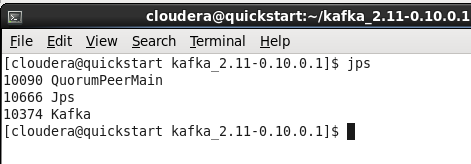 cloudera@quickstart:~/kafka_2.11-0.10.0.1
File Edit View Search Terminal Help
[cloudera@quickstart kafka_2.11-0.10.0.1]$ jps
10090 QuorumPeerMain
10666 Jps
10374 Kafka
[cloudera@quickstart kafka_2.11-0.10.0.1]$